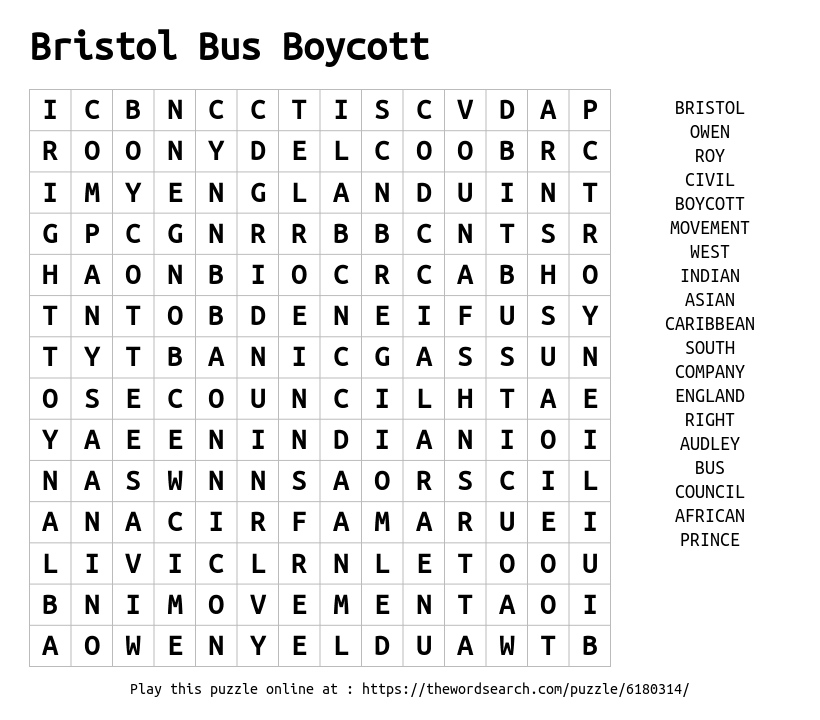 Bristol Bus Boycott
I C B N C C T I S C V D A P
R O O N Y D E L C O O B R C
I M Y E N G L A N D U I N T
G P C G N R R B B C N T S R
H A O N B I O C R C A B H O
T N T O B D E N E I F U S Y
T Y T B A N I C G A S S U N
O S E C O U N C I L H T A E
Y A E E N I N D I A N I O I
N A S W N N S A O R S C I L
A N A C I R F A M A R U E I
L I V I C L R N L E T O O U
B N I M O V E M E N T A O I
A O W E N Y E L D U A W T B
BRISTOL
OWEN
ROY
CIVIL
BOYCOTT
MOVEMENT
WEST
INDIAN
ASIAN
CARIBBEAN
SOUTH
COMPANY
ENGLAND
RIGHT
AUDLEY
BUS
COUNCIL
AFRICAN
PRINCE
Play this puzzle online at : https://thewordsearch.com/puzzle/6180314/